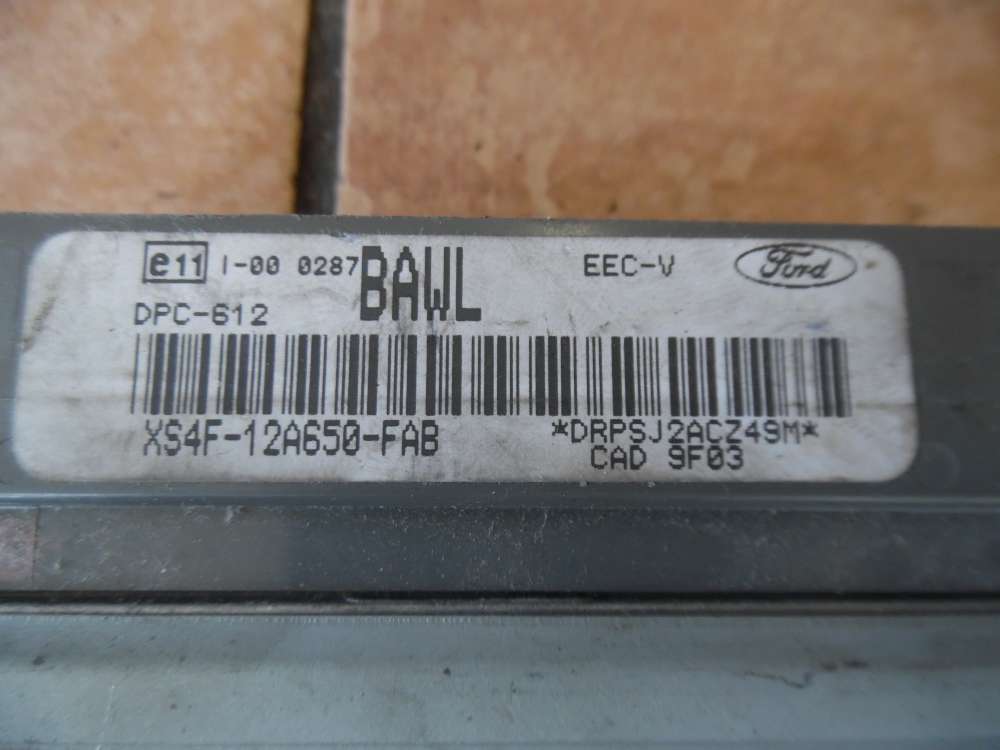 e11 I-00 0287 BAWL EEC-V Ford
DPC-612
XS4F-12A650-FAB *DRPSJ2ACZ49M*
CAD 9F03